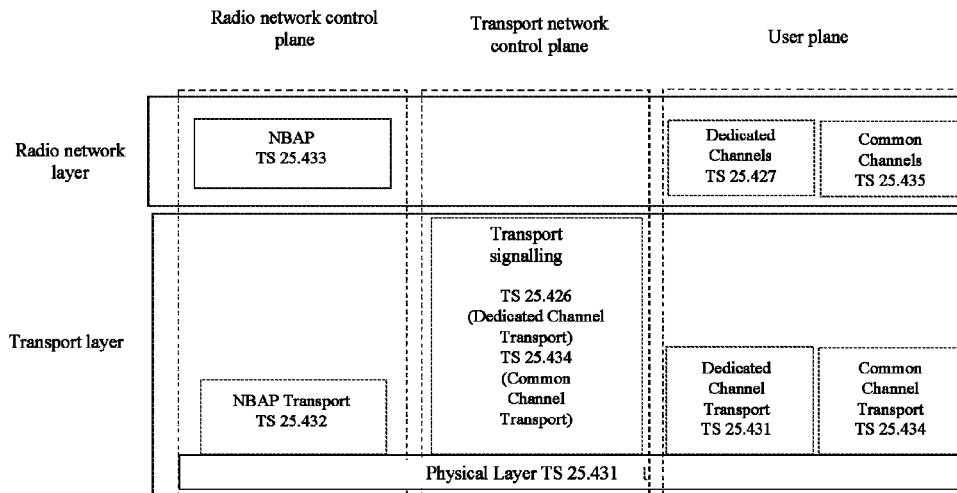 Radio network control
plane
Transport network
control plane
User plane
Radio network
layer
NBAP
TS 25.433
Dedicated
Channels
TS 25.427
Common
Channels
TS 25.435
Transport layer
NBAP Transport
TS 25.432
Transport
signalling
TS 25.426
(Dedicated Channel
Transport)
TS 25.434
(Common
Channel
Transport)
Dedicated
Channel
Transport
TS 25.431
Common
Channel
Transport
TS 25.434
Physical Layer TS 25.431